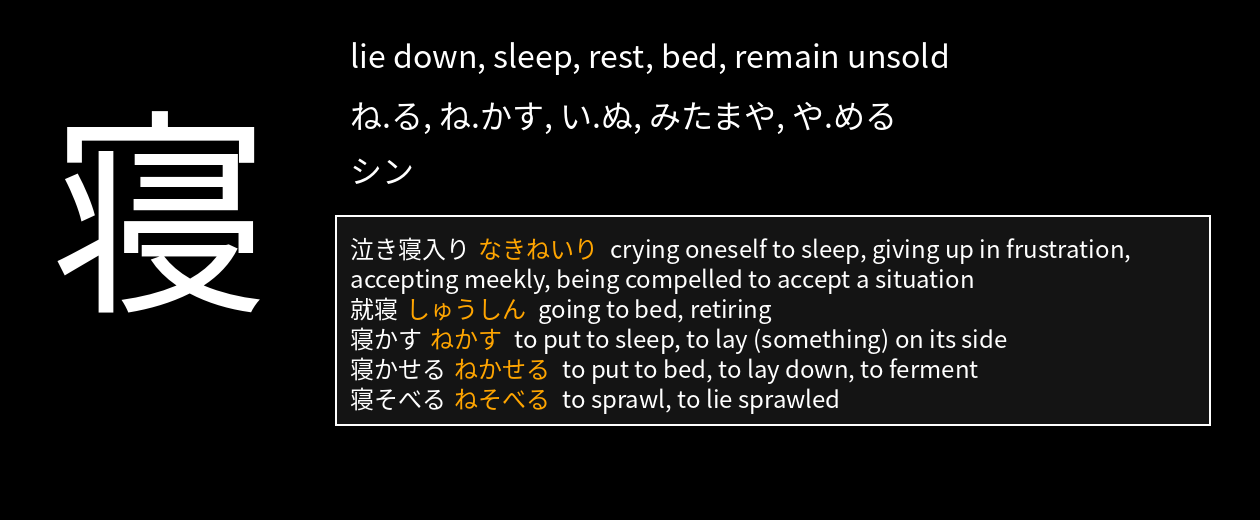 寝
lie down, sleep, rest, bed, remain unsold
ね.る, ね.かす, い.ぬ, みたまや, や.める
シン
泣き寝入り なきねいり crying oneself to sleep, giving up in frustration,
accepting meekly, being compelled to accept a situation
就寝 しゅうしん going to bed, retiring
寝かす ねかす to put to sleep, to lay (something) on its side
寝かせる ねかせる to put to bed, to lay down, to ferment
寝そべる ねそべる to sprawl, to lie sprawled